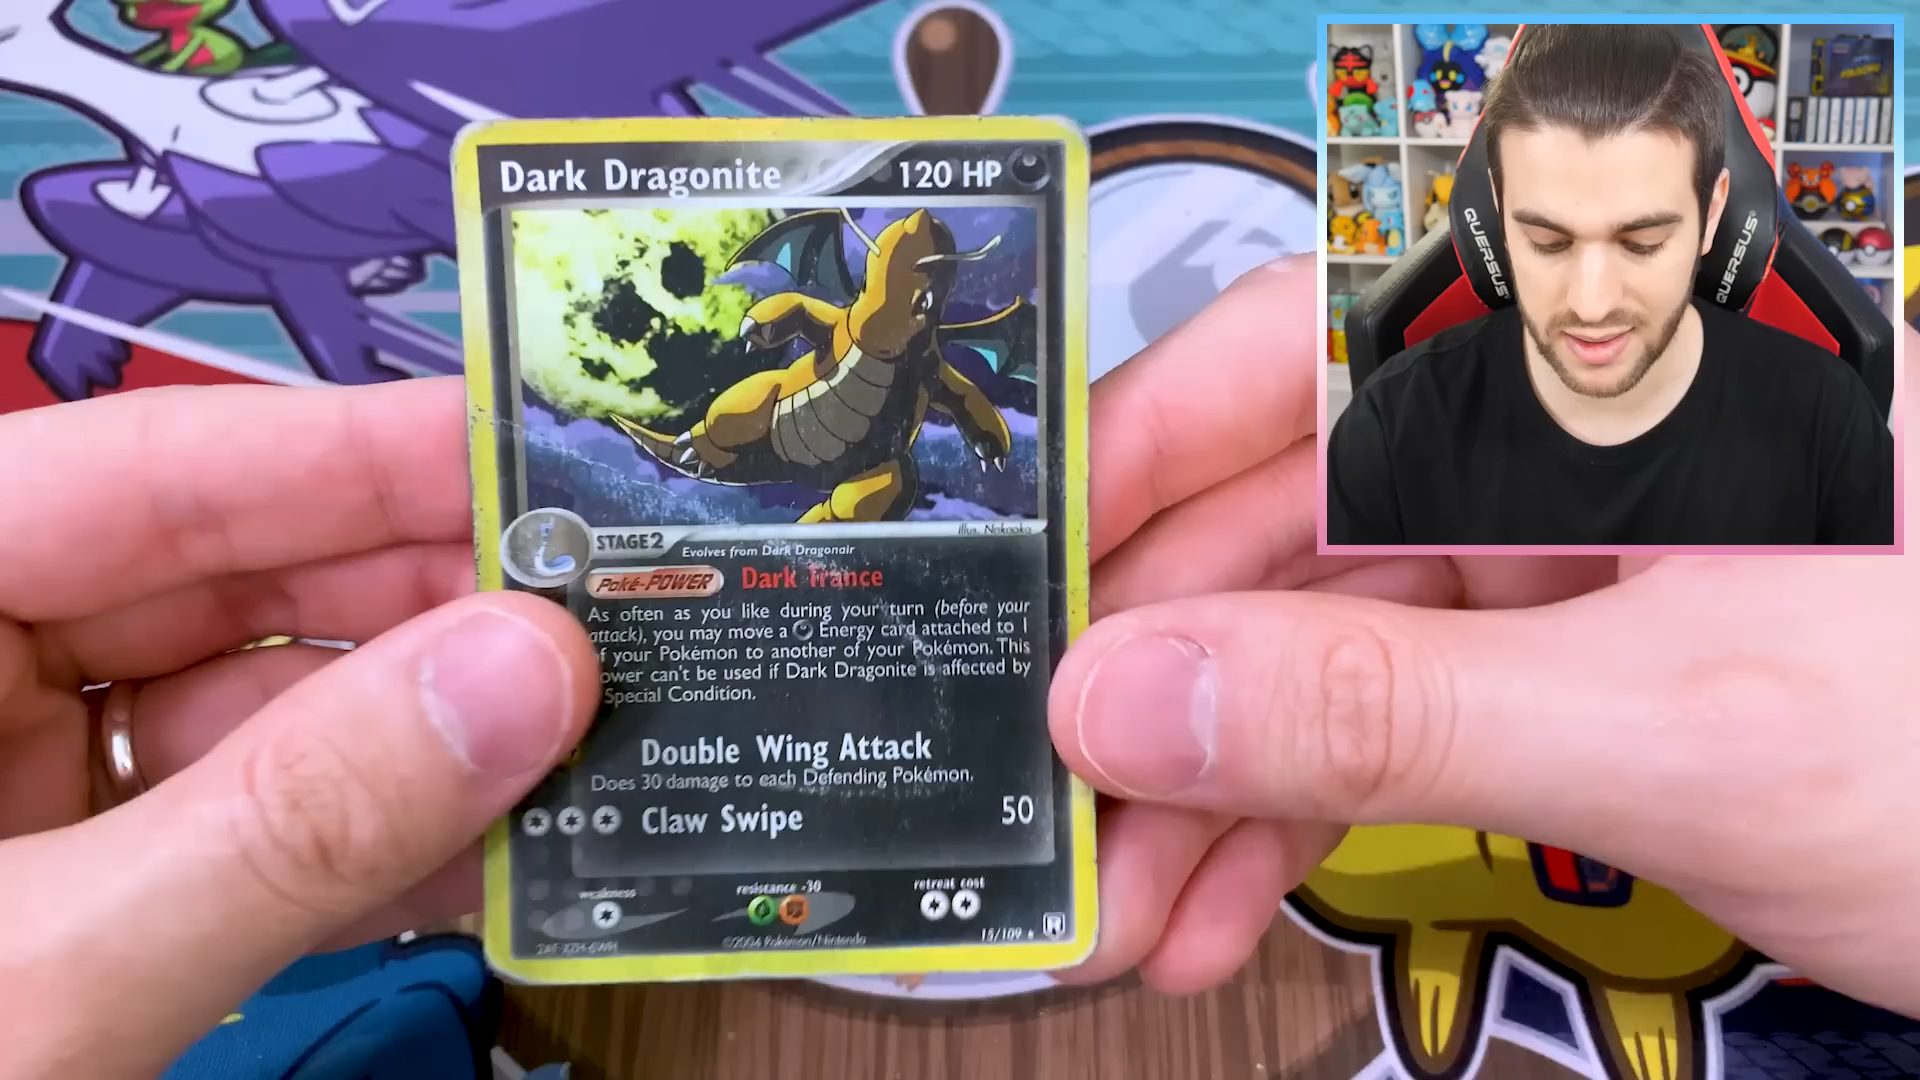 Dark Dragonite 120 HP
illus. Nakaoka
STAGE2 Evolves from Dark Dragonair
Poké-POWER Dark Trance
As often as you like during your turn (before your
attack), you may move a Energy card attached to 1
f your Pokémon to another of your Pokémon. This
ower can't be used if Dark Dragonite is affected by
Special Condition.
Double Wing Attack
Does 30 damage to each Defending Pokémon.
Claw Swipe 50
weakness resistance -30 retreat cost
©2004 Pokémon/Nintendo 15/109 R
QUERSUS QUERSUS